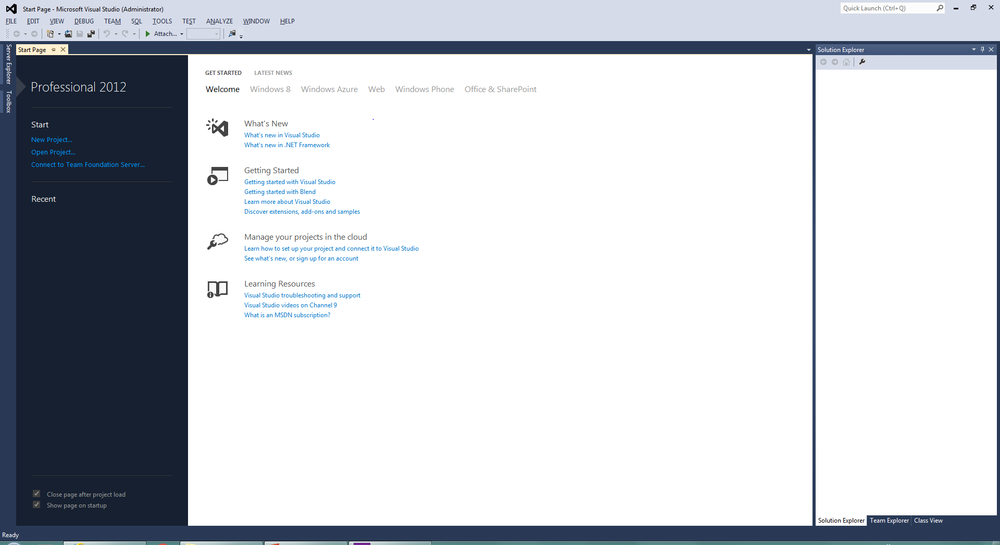 Start Page - Microsoft Visual Studio (Administrator)
Quick Launch (Ctrl+Q)
FILE EDIT VIEW DEBUG TEAM SQL TOOLS TEST ANALYZE WINDOW HELP
Attach...
Server Explorer
Toolbox
Start Page
Professional 2012
Start
New Project...
Open Project...
Connect to Team Foundation Server...
Recent
Close page after project load
Show page on startup
GET STARTED LATEST NEWS
Welcome Windows 8 Windows Azure Web Windows Phone Office & SharePoint
What's New
What's new in Visual Studio
What's new in .NET Framework
Getting Started
Getting started with Visual Studio
Getting started with Blend
Learn more about Visual Studio
Discover extensions, add-ons and samples
Manage your projects in the cloud
Learn how to set up your project and connect it to Visual Studio
See what's new, or sign up for an account
Learning Resources
Visual Studio troubleshooting and support
Visual Studio videos on Channel 9
What is an MSDN subscription?
Solution Explorer
Solution Explorer Team Explorer Class View
Ready